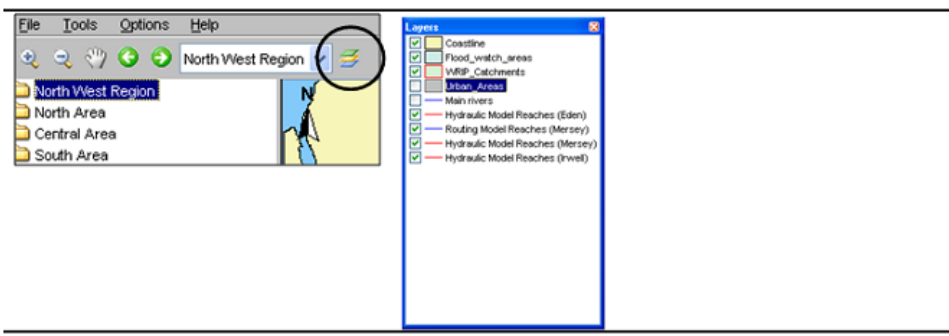 File Tools Options Help
North West Region
North West Region
North Area
Central Area
South Area
N
Layers
Coastline
Flood_watch_areas
WRIP_Catchments
Urban_Areas
Main rivers
Hydraulic Model Reaches (Eden)
Routing Model Reaches (Mersey)
Hydraulic Model Reaches (Mersey)
Hydraulic Model Reaches (Irwell)